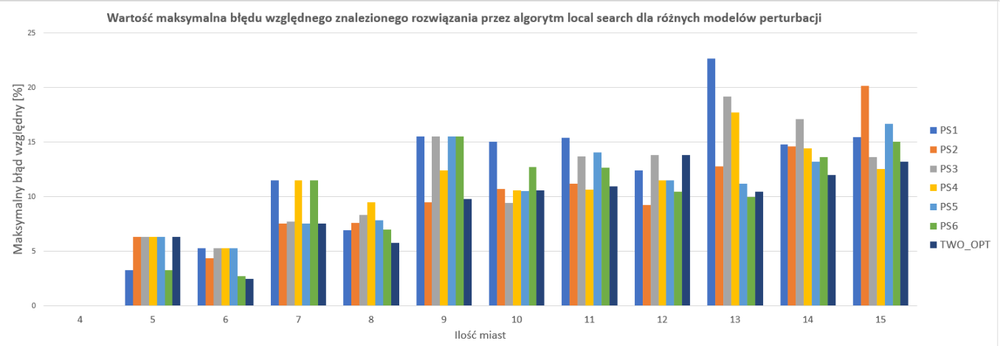 Wartość maksymalna błędu względnego znalezionego rozwiązania przez algorytm local search dla różnych modelów perturbacji
Maksymalny błąd względny [%]
25
20
15
10
5
0
4 5 6 7 8 9 10 11 12 13 14 15
Ilość miast
PS1
PS2
PS3
PS4
PS5
PS6
TWO_OPT